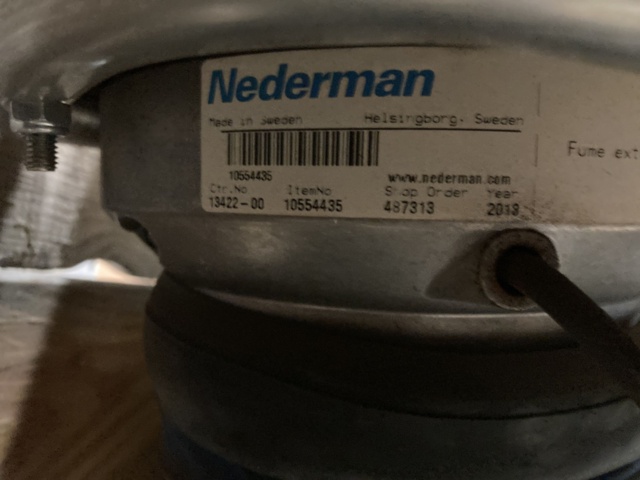 Nederman
Made in Sweden Helsingborg, Sweden
10554435
www.nederman.com
Ctr.No ItemNo Shop Order Year
13422-00 10554435 487313 2013
Fume ext